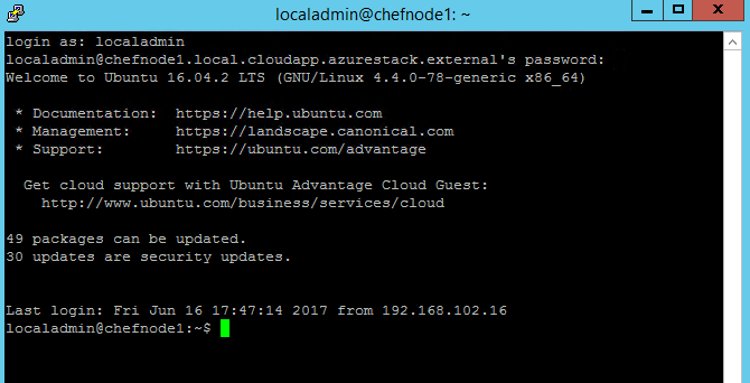 localadmin@chefnode1: ~
login as: localadmin
localadmin@chefnode1.local.cloudapp.azurestack.external's password:
Welcome to Ubuntu 16.04.2 LTS (GNU/Linux 4.4.0-78-generic x86_64)
* Documentation:  https://help.ubuntu.com
* Management:     https://landscape.canonical.com
* Support:        https://ubuntu.com/advantage
Get cloud support with Ubuntu Advantage Cloud Guest:
http://www.ubuntu.com/business/services/cloud
49 packages can be updated.
30 updates are security updates.
Last login: Fri Jun 16 17:47:14 2017 from 192.168.102.16
localadmin@chefnode1:~$